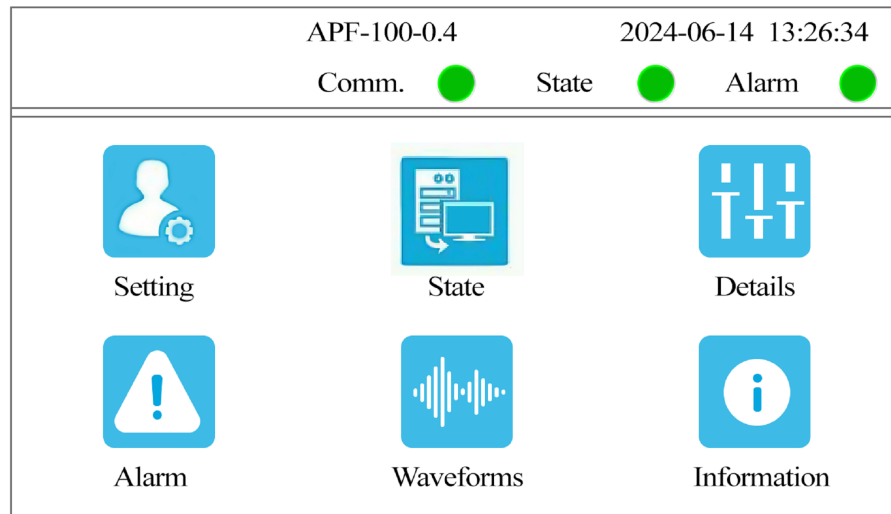 APF-100-0.4 2024-06-14 13:26:34
Comm. State Alarm
Setting State Details
Alarm Waveforms Information